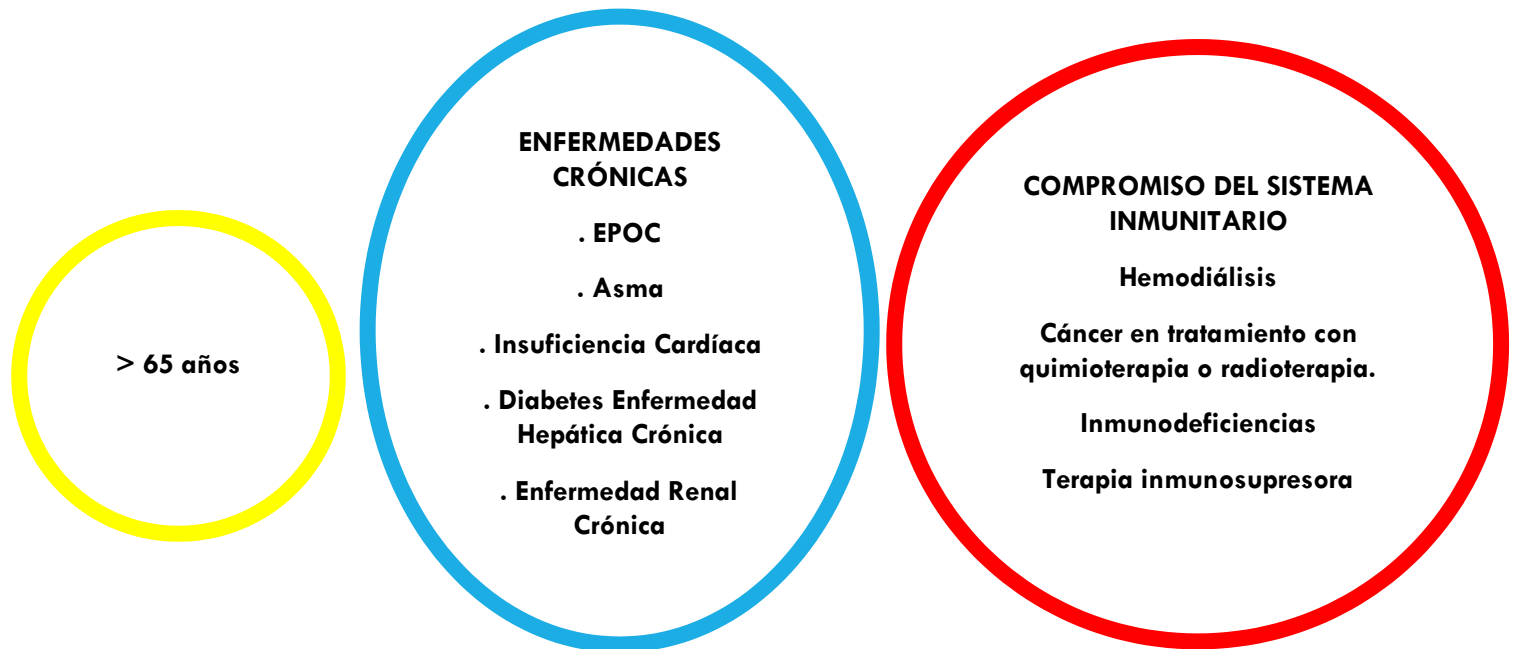 > 65 años
ENFERMEDADES
CRÓNICAS
. EPOC
. Asma
. Insuficiencia Cardíaca
. Diabetes Enfermedad
Hepática Crónica
. Enfermedad Renal
Crónica
COMPROMISO DEL SISTEMA
INMUNITARIO
Hemodiálisis
Cáncer en tratamiento con
quimioterapia o radioterapia.
Inmunodeficiencias
Terapia inmunosupresora